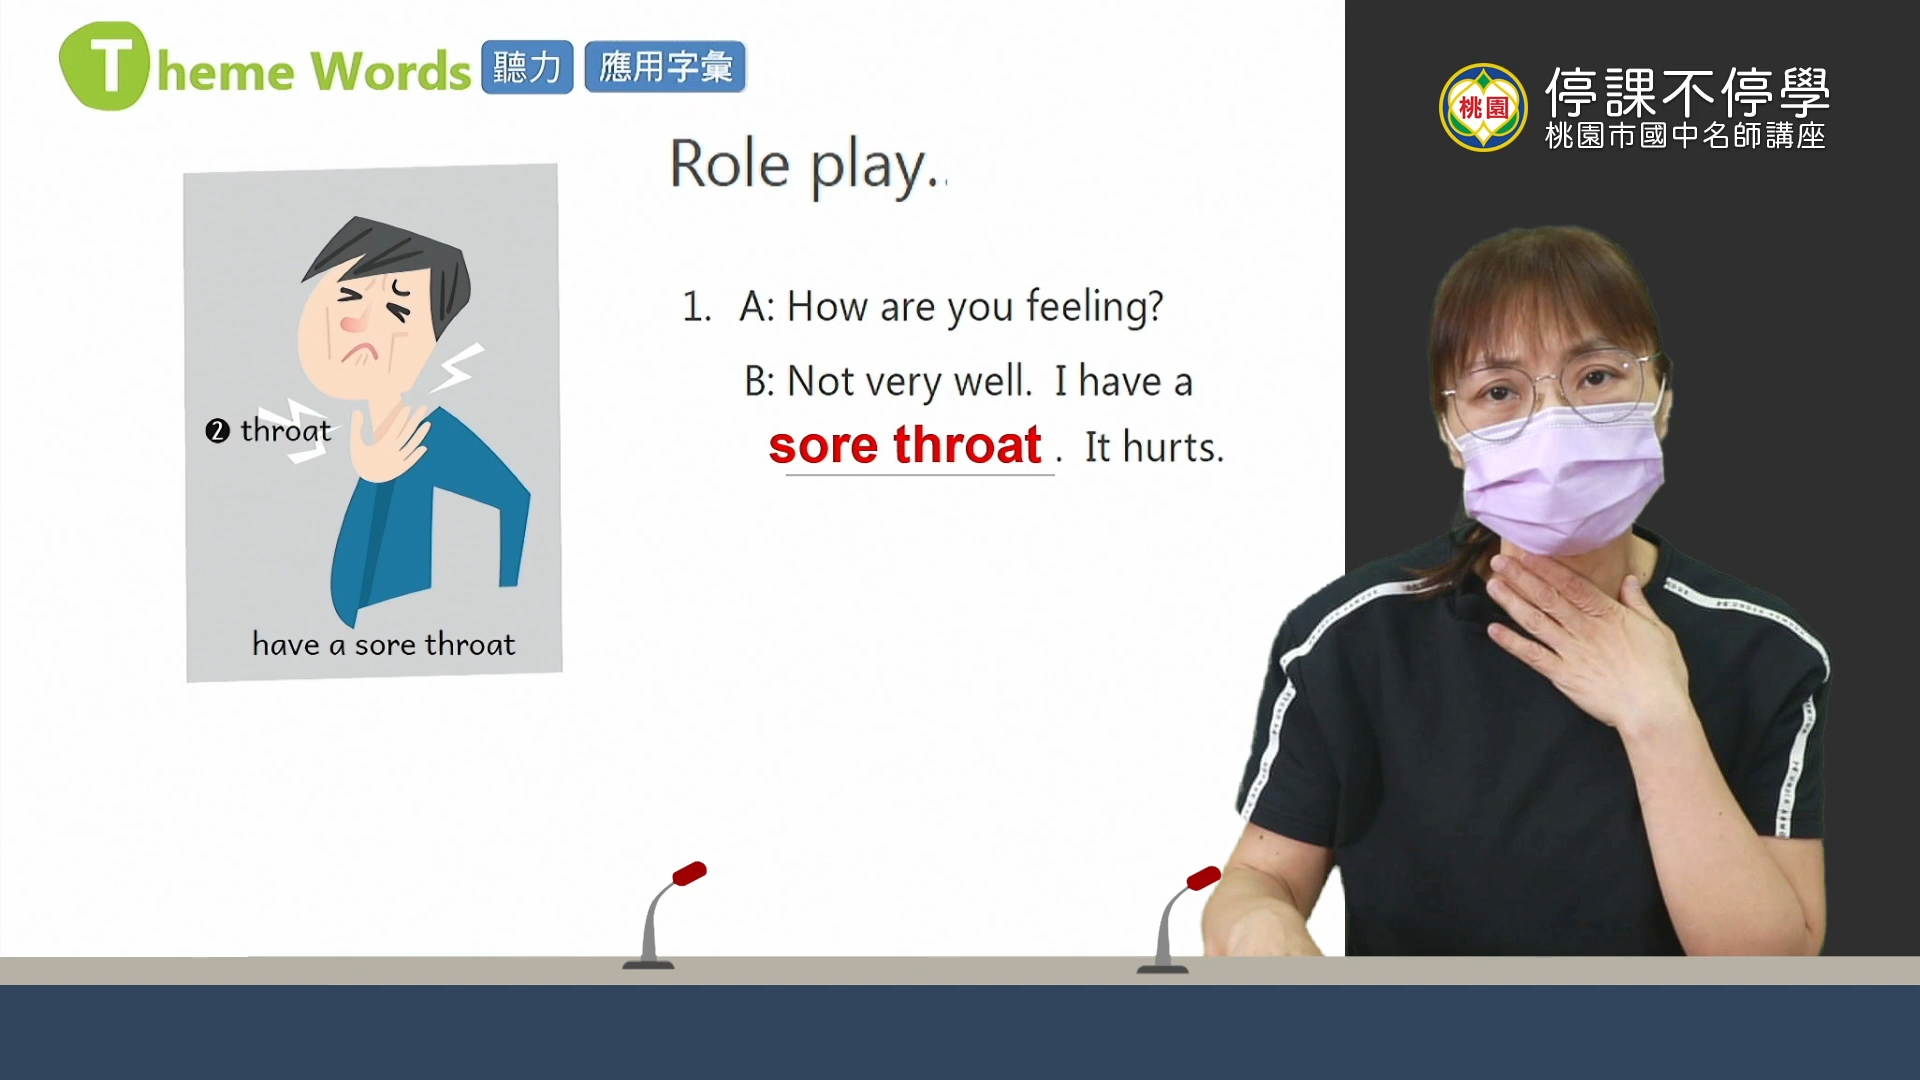 Theme Words 聽力 應用字彙
桃園
停課不停學
桃園市國中名師講座
Role play..
1. A: How are you feeling?
B: Not very well. I have a
sore throat . It hurts.
❷ throat
have a sore throat